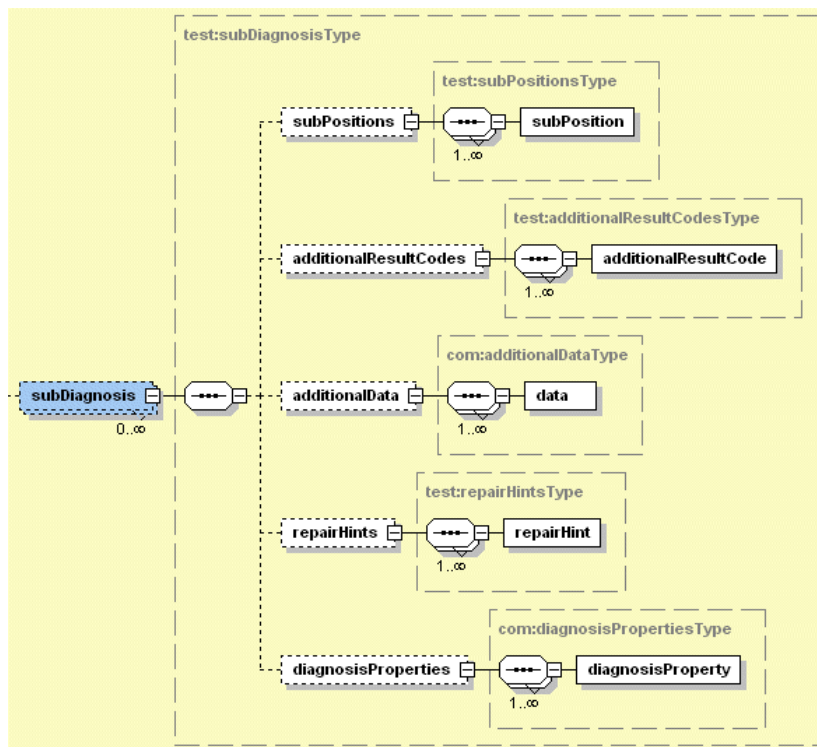 test:subDiagnosisType
test:subPositionsType
subPositions
subPosition
1..∞
test:additionalResultCodesType
additionalResultCodes
additionalResultCode
1..∞
com:additionalDataType
subDiagnosis
additionalData
data
0..∞
1..∞
test:repairHintsType
repairHints
repairHint
1..∞
com:diagnosisPropertiesType
diagnosisProperties
diagnosisProperty
1..∞